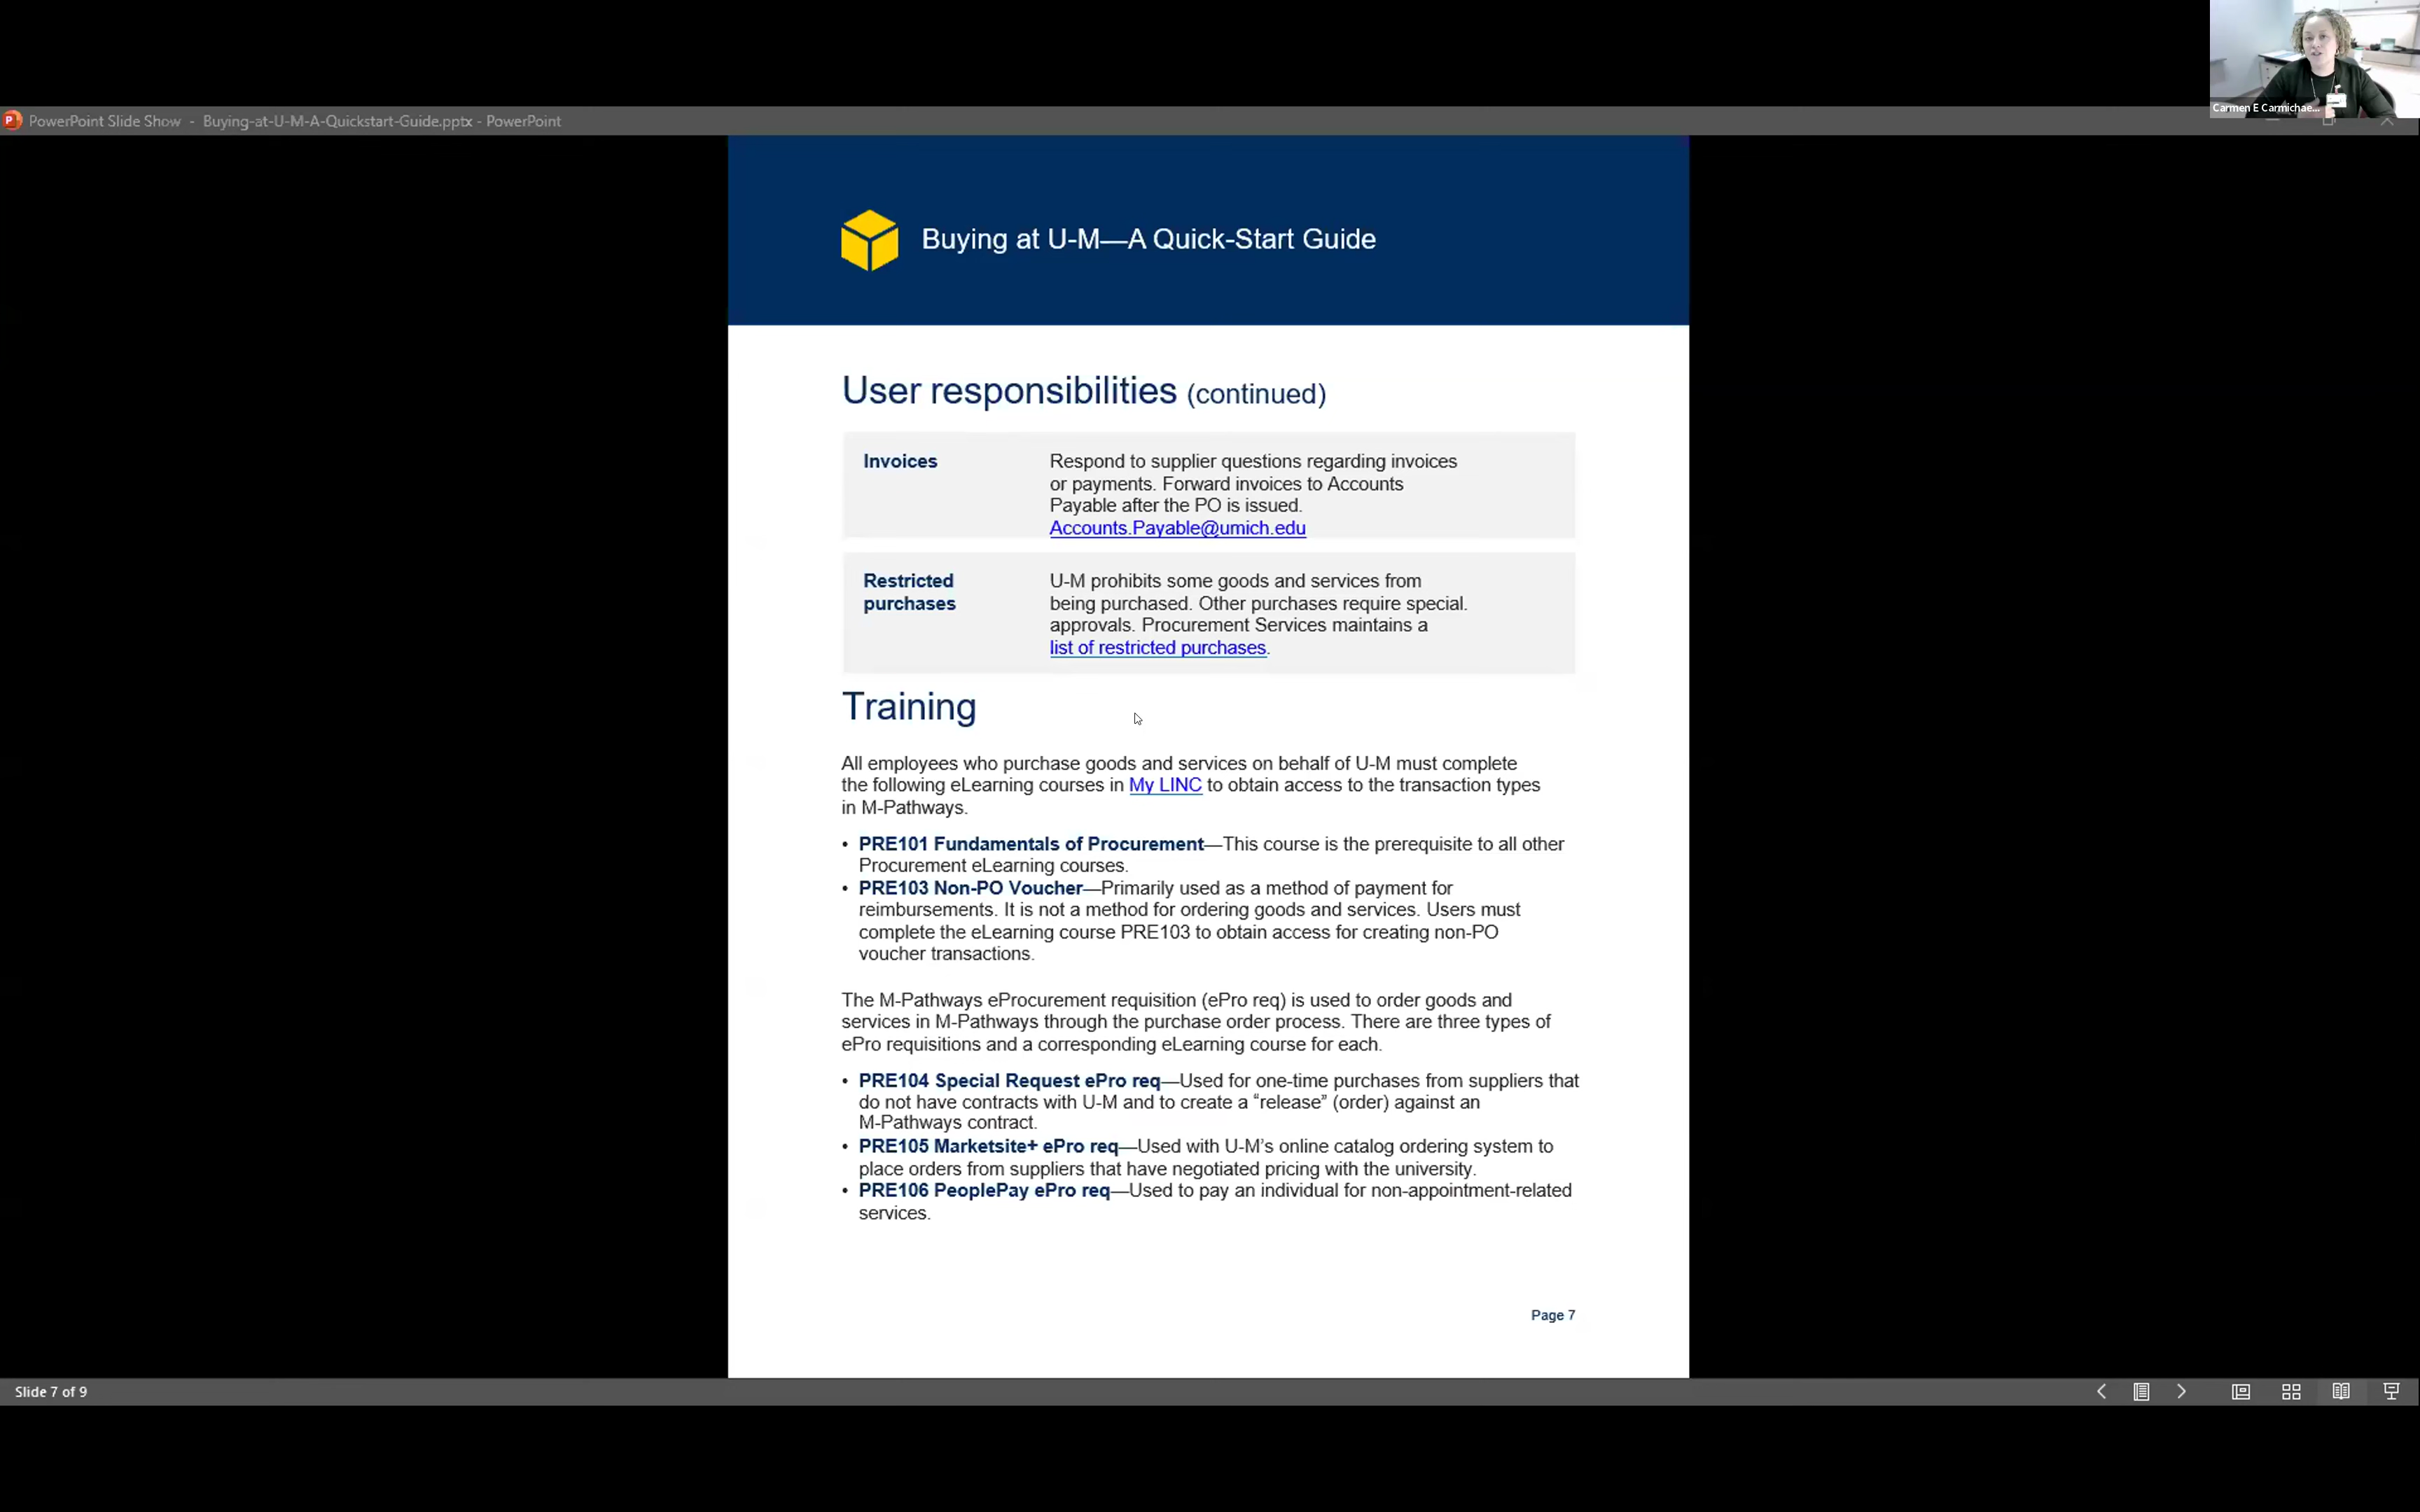 Carmen E Carmichae...
PowerPoint Slide Show - Buying-at-U-M-A-Quickstart-Guide.pptx - PowerPoint
Buying at U-M—A Quick-Start Guide
User responsibilities (continued)
Invoices
Respond to supplier questions regarding invoices
or payments. Forward invoices to Accounts
Payable after the PO is issued.
Accounts.Payable@umich.edu
Restricted
purchases
U-M prohibits some goods and services from
being purchased. Other purchases require special.
approvals. Procurement Services maintains a
list of restricted purchases.
Training
All employees who purchase goods and services on behalf of U-M must complete
the following eLearning courses in My LINC to obtain access to the transaction types
in M-Pathways.
• PRE101 Fundamentals of Procurement—This course is the prerequisite to all other
Procurement eLearning courses.
• PRE103 Non-PO Voucher—Primarily used as a method of payment for
reimbursements. It is not a method for ordering goods and services. Users must
complete the eLearning course PRE103 to obtain access for creating non-PO
voucher transactions.
The M-Pathways eProcurement requisition (ePro req) is used to order goods and
services in M-Pathways through the purchase order process. There are three types of
ePro requisitions and a corresponding eLearning course for each.
• PRE104 Special Request ePro req—Used for one-time purchases from suppliers that
do not have contracts with U-M and to create a “release” (order) against an
M-Pathways contract.
• PRE105 Marketsite+ ePro req—Used with U-M’s online catalog ordering system to
place orders from suppliers that have negotiated pricing with the university.
• PRE106 PeoplePay ePro req—Used to pay an individual for non-appointment-related
services.
Page 7
Slide 7 of 9